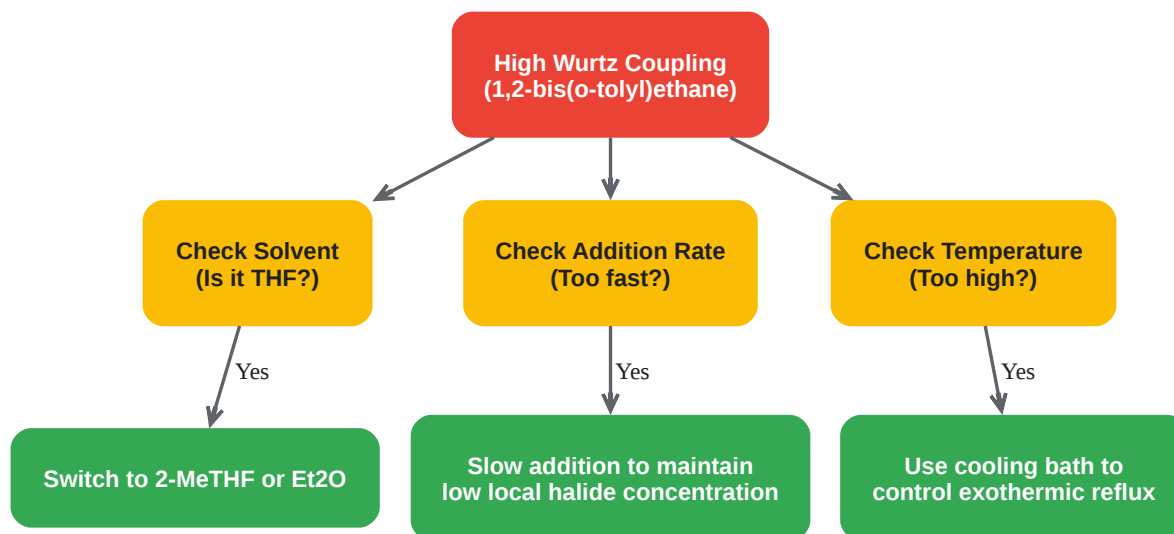 High Wurtz Coupling
(1,2-bis(o-tolyl)ethane)
Check Solvent
(Is it THF?)
Check Addition Rate
(Too fast?)
Check Temperature
(Too high?)
Yes
Yes
Yes
Switch to 2-MeTHF or Et2O
Slow addition to maintain
low local halide concentration
Use cooling bath to
control exothermic reflux